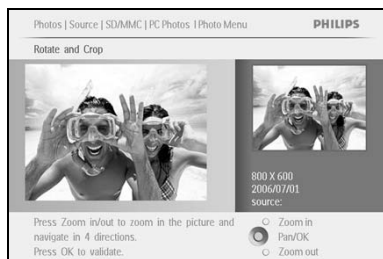 Photos | Source | SD/MMC | PC Photos | Photo Menu
PHILIPS
Rotate and Crop
800 X 600
2006/07/01
source:
Press Zoom in/out to zoom in the picture and
navigate in 4 directions.
Press OK to validate.
Zoom in
Pan/OK
Zoom out